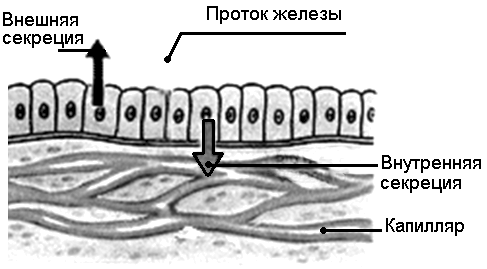 Внешняя
секреция
Проток железы
Внутренняя
секреция
Капилляр